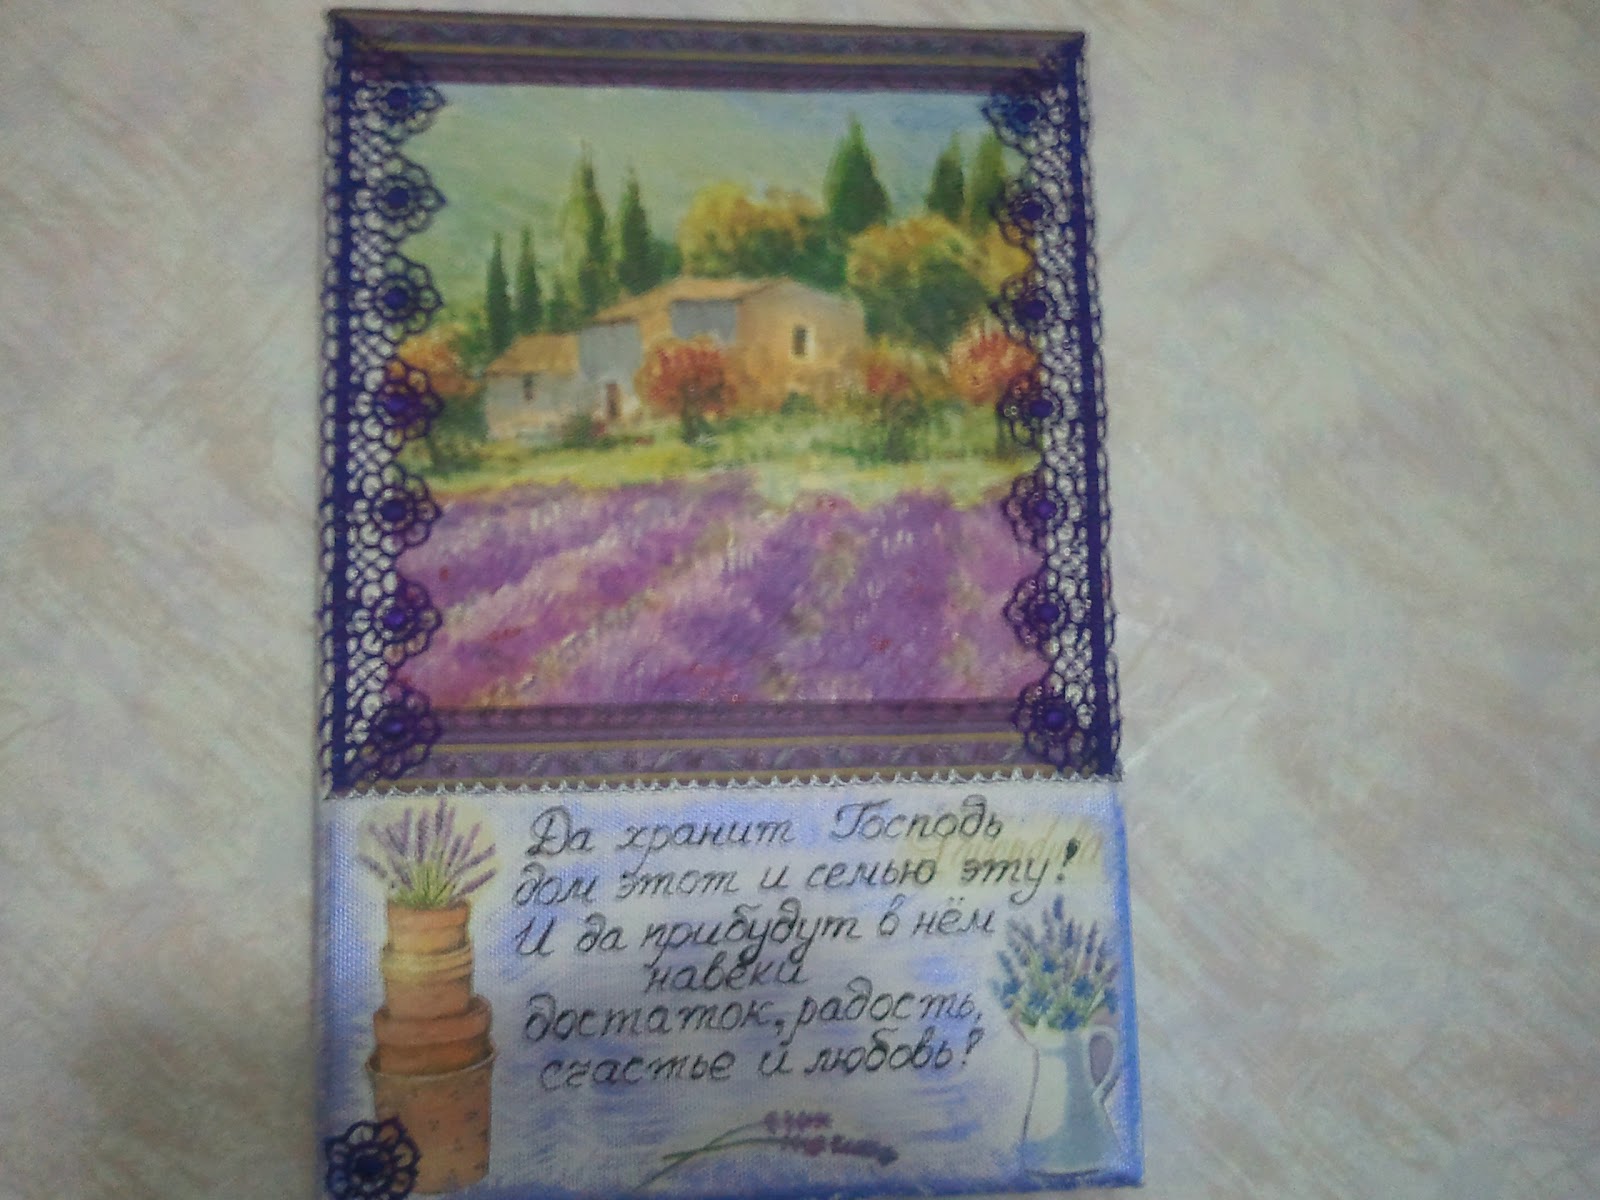 Да хранит Господь
дом этот и семью эту!
И да прибудут в нём
навеки
достаток, радость,
счастье и любовь!